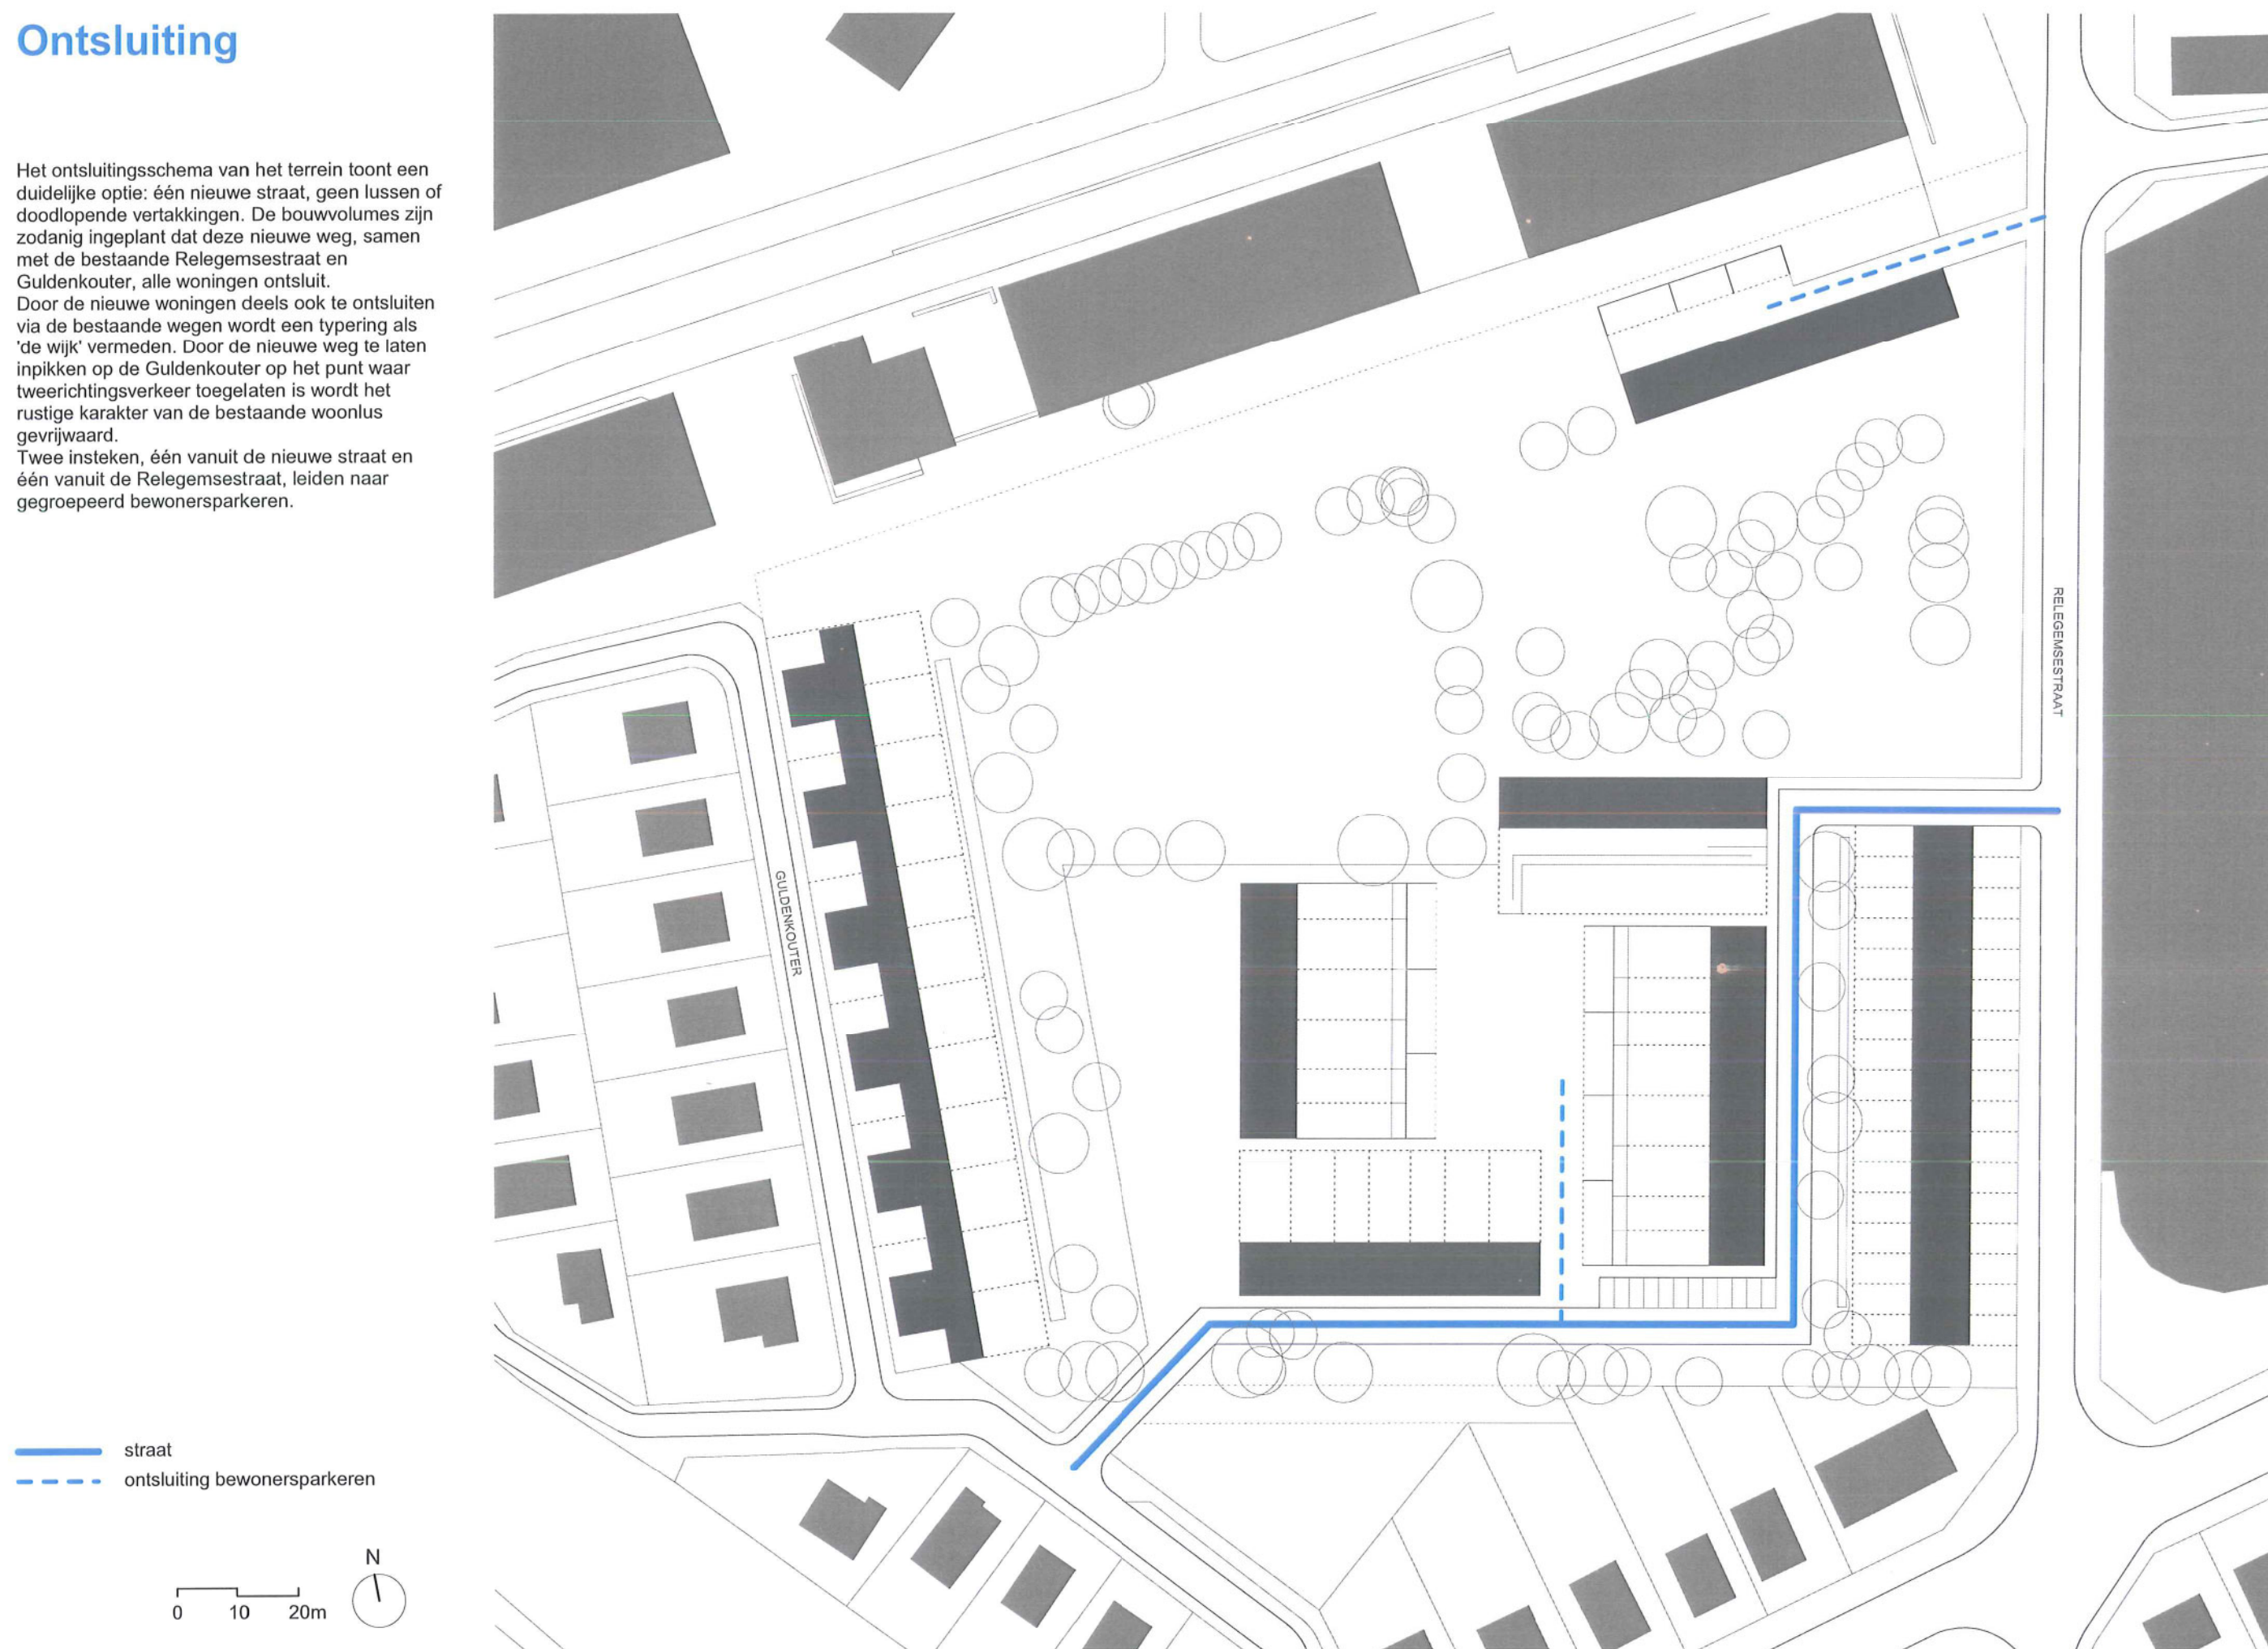 Ontsluiting
Het ontsluitingsschema van het terrein toont een
duidelijke optie: één nieuwe straat, geen lussen of
doodlopende vertakkingen. De bouwvolumes zijn
zodanig ingeplant dat deze nieuwe weg, samen
met de bestaande Relegemsestraat en
Guldenkouter, alle woningen ontsluit.
Door de nieuwe woningen deels ook te ontsluiten
via de bestaande wegen wordt een typering als
'de wijk' vermeden. Door de nieuwe weg te laten
inpikken op de Guldenkouter op het punt waar
tweerichtingsverkeer toegelaten is wordt het
rustige karakter van de bestaande woonlus
gevrijwaard.
Twee insteken, één vanuit de nieuwe straat en
één vanuit de Relegemsestraat, leiden naar
gegroepeerd bewonersparkeren.
RELEGEMSESTRAAT
GULDENKOUTER
straat
ontsluiting bewonersparkeren
N
0 10 20m